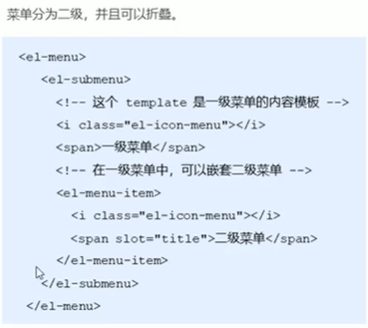 菜单分为二级，并且可以折叠。
<el-menu>
<el-submenu>
<!-- 这个 template 是一级菜单的内容模板 -->
<i class="el-icon-menu"></i>
<span>一级菜单</span>
<!-- 在一级菜单中，可以嵌套二级菜单 -->
<el-menu-item>
<i class="el-icon-menu"></i>
<span slot="title">二级菜单</span>
</el-menu-item>
</el-submenu>
</el-menu>